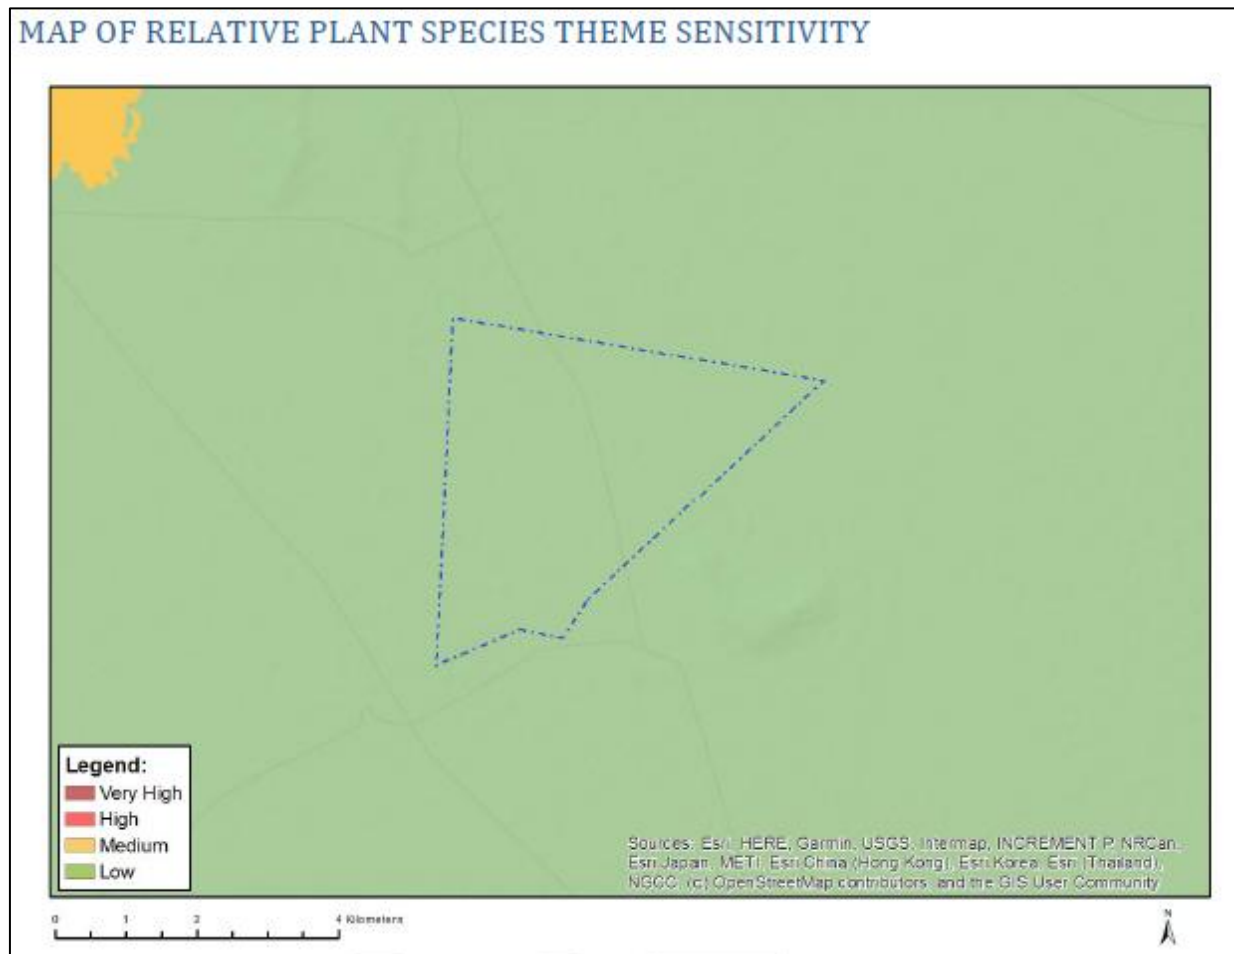 MAP OF RELATIVE PLANT SPECIES THEME SENSITIVITY
Legend:
Very High
High
Medium
Low
Sources: Esri, HERE, Garmin, USGS, Intermap, INCREMENT P, NRCan,
Esri Japan, METI, Esri China (Hong Kong), Esri Korea, Esri (Thailand),
NGCC, (c) OpenStreetMap contributors, and the GIS User Community
0 1 2 4 Kilometers
N